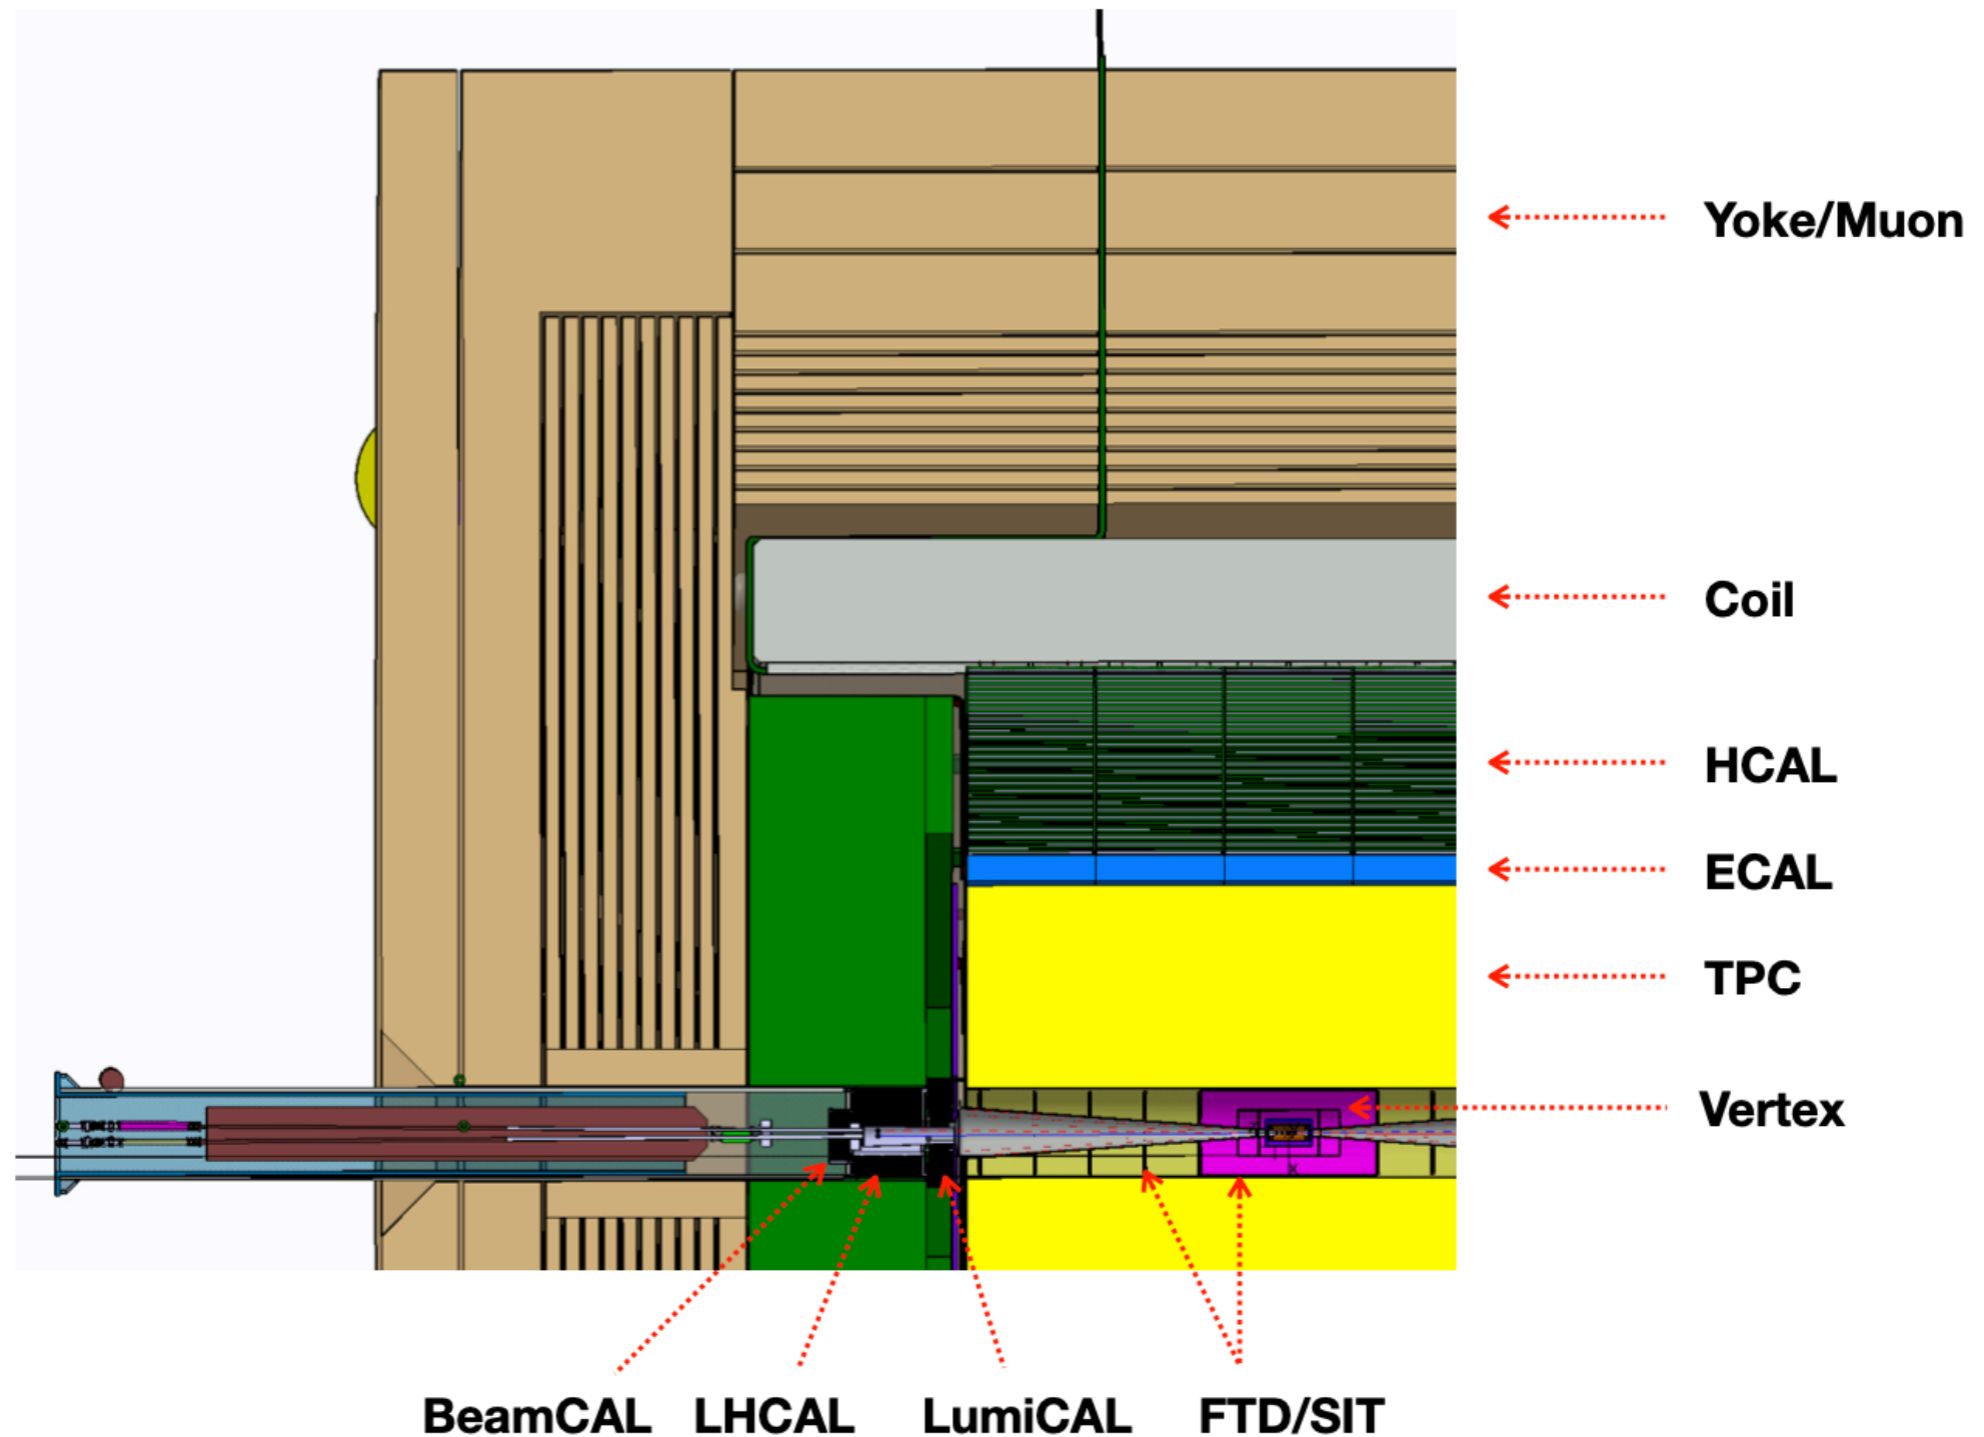 Yoke/Muon
Coil
HCAL
ECAL
TPC
Vertex
X
BeamCAL LHCAL LumiCAL FTD/SIT